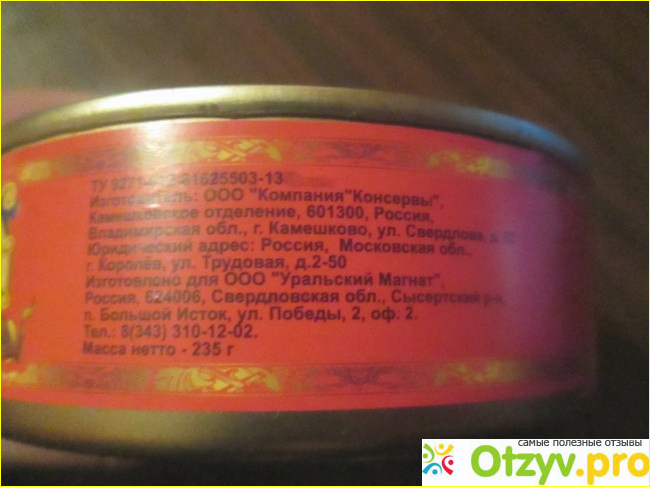 ТУ 9271- -81625503-13
Изготовитель: ООО "Компания"Консервы",
Камешковское отделение, 601300, Россия,
Владимирская обл., г. Камешково, ул. Свердлова,
Юридический адрес: Россия, Московская обл.,
г. Королёв, ул. Трудовая, д.2-50
Изготовлено для ООО "Уральский Магнат",
Россия, 624006, Свердловская обл., Сысертский р-н,
п. Большой Исток, ул. Победы, 2, оф. 2.
Тел.: 8(343) 310-12-02.
Масса нетто - 235 г
самые полезные отзывы
Otzyv.pro